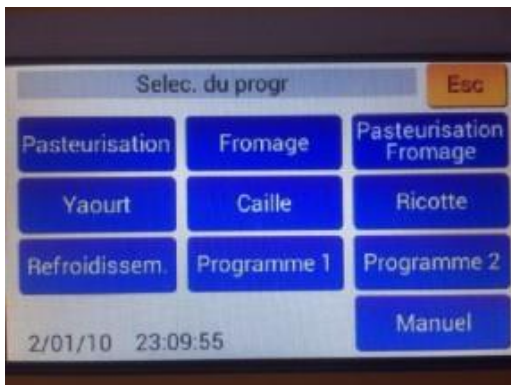 Selec. du progr
Esc
Pasteurisation
Fromage
Pasteurisation
Fromage
Yaourt
Caille
Ricotte
Refroidissem.
Programme 1
Programme 2
Manuel
2/01/10 23:09:55